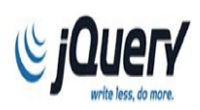 jQuery
write less, do more.